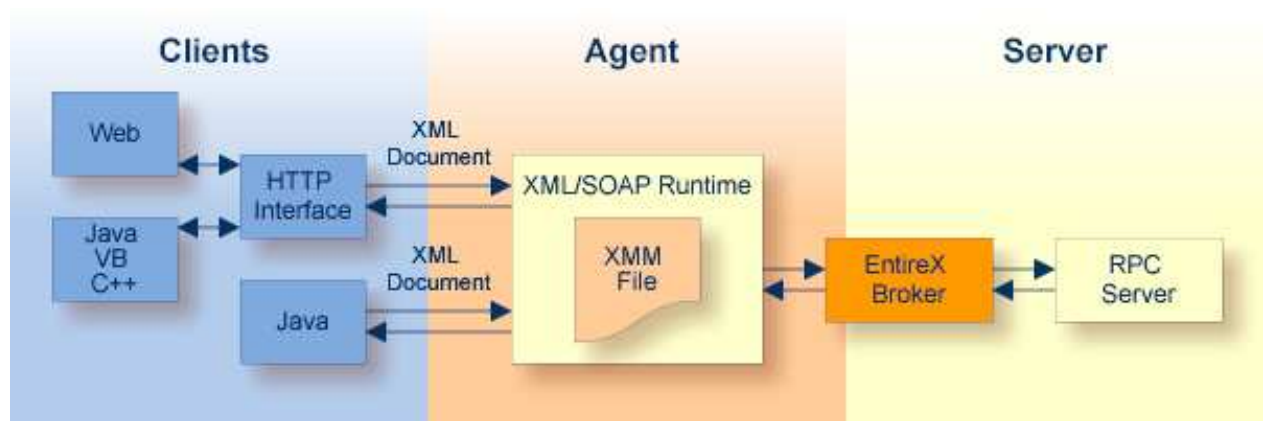 Clients
Agent
Server
Web
Java
VB
C++
HTTP
Interface
Java
XML
Document
XML
Document
XML/SOAP Runtime
XMM
File
EntireX
Broker
RPC
Server